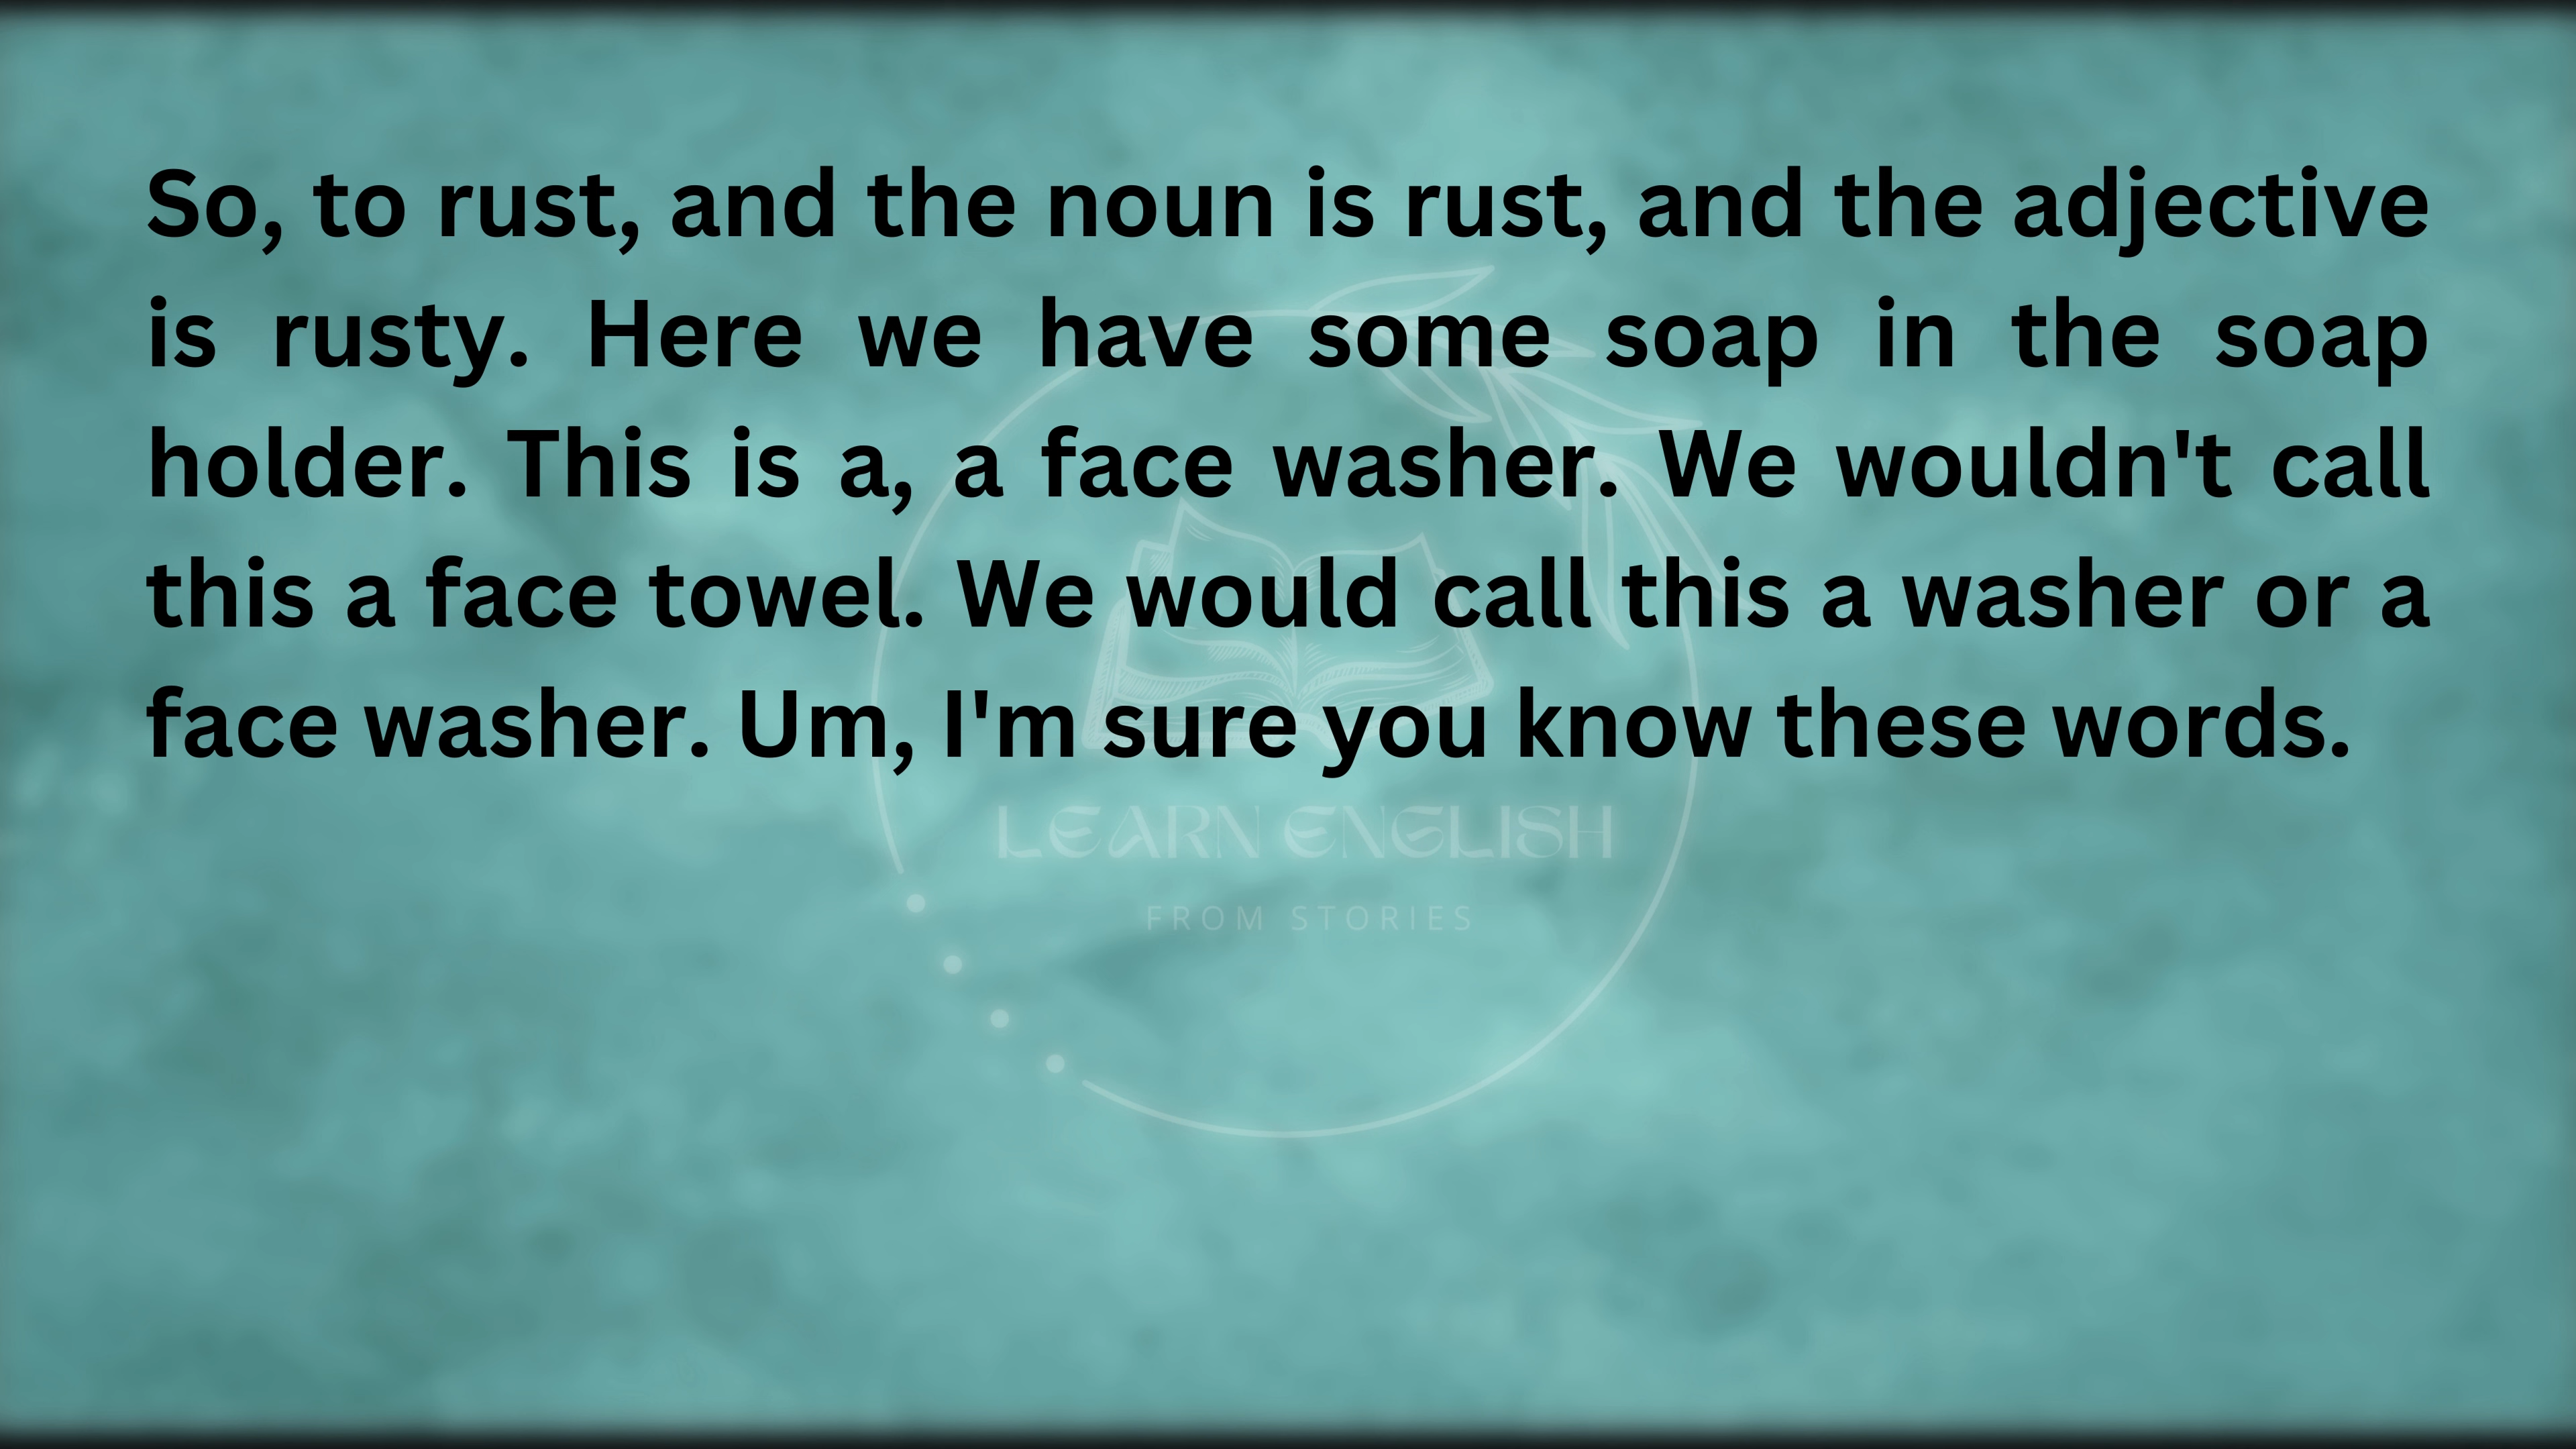 So, to rust, and the noun is rust, and the adjective
is rusty. Here we have some soap in the soap
holder. This is a, a face washer. We wouldn't call
this a face towel. We would call this a washer or a
face washer. Um, I'm sure you know these words.
LEARN ENGLISH
FROM STORIES